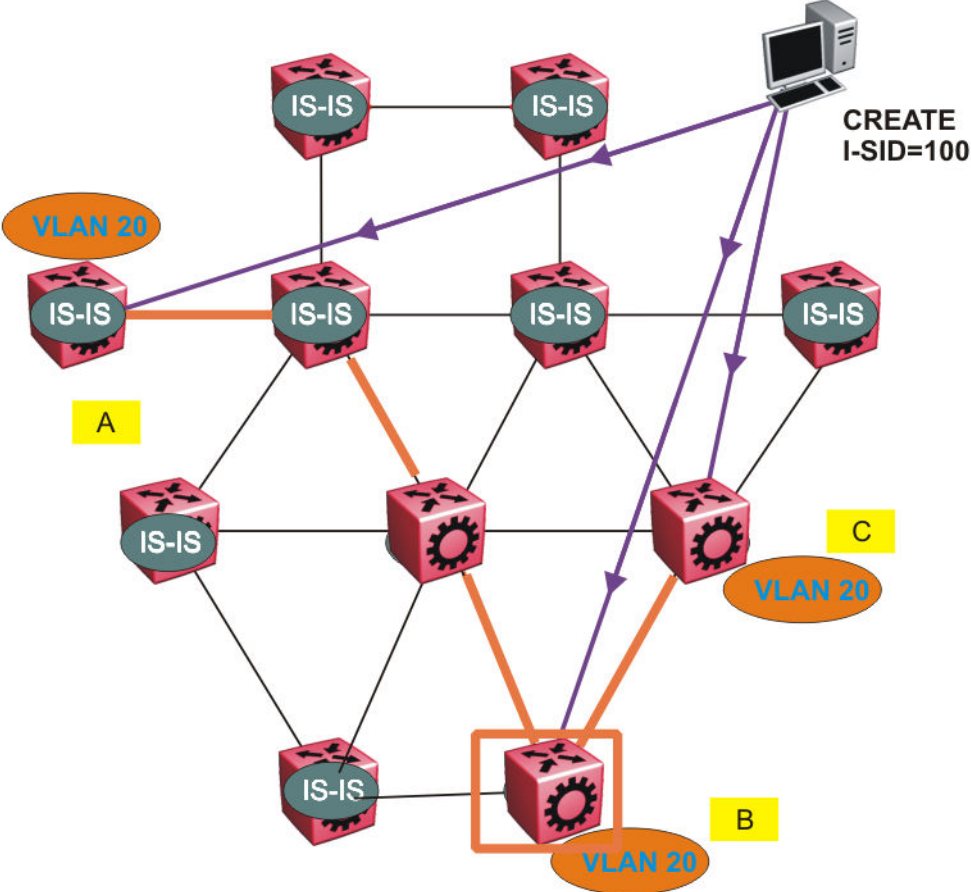 IS-IS
IS-IS
CREATE
I-SID=100
VLAN 20
IS-IS
IS-IS
IS-IS
IS-IS
A
IS-IS
C
VLAN 20
IS-IS
B
VLAN 20